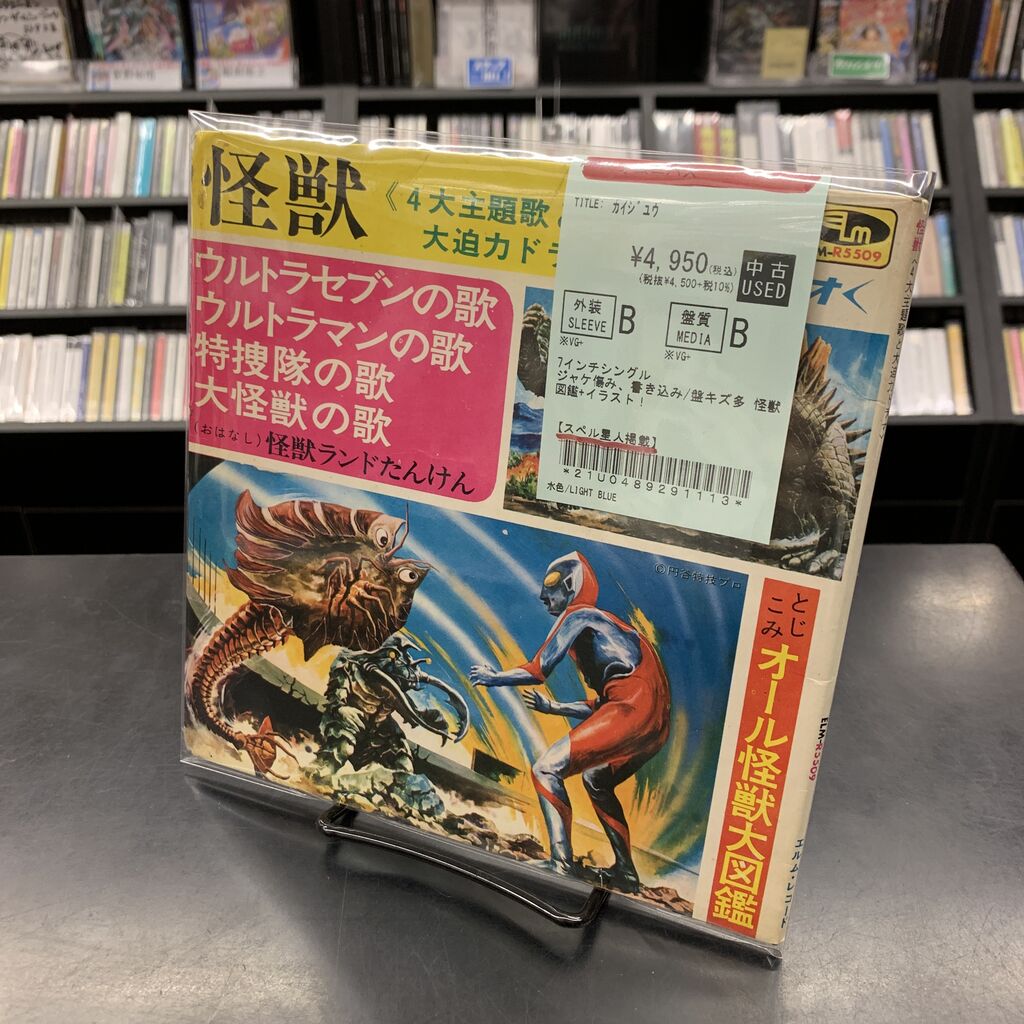 怪獣
《4大主題歌
大迫力ドラ
ウルトラセブンの歌
ウルトラマンの歌
特捜隊の歌
大怪獣の歌
(おはなし)怪獣ランドたんけん
TITLE: カイジュウ
¥4,950(税込)
(税抜¥4,500+税10%)
中古
USED
外装
SLEEVE
B
※VG+
盤質
MEDIA
B
※VG+
7インチシングル
ジャケ傷み、書き込み/盤キズ多 怪獣
図鑑+イラスト!
【スペル星人掲載】
*21U0489291113*
水色/LIGHT BLUE
Elm
M-R5509
オく
©円谷特技プロ
とじ
こみ
オール怪獣大図鑑
ELM-R5509
エルム・レコード